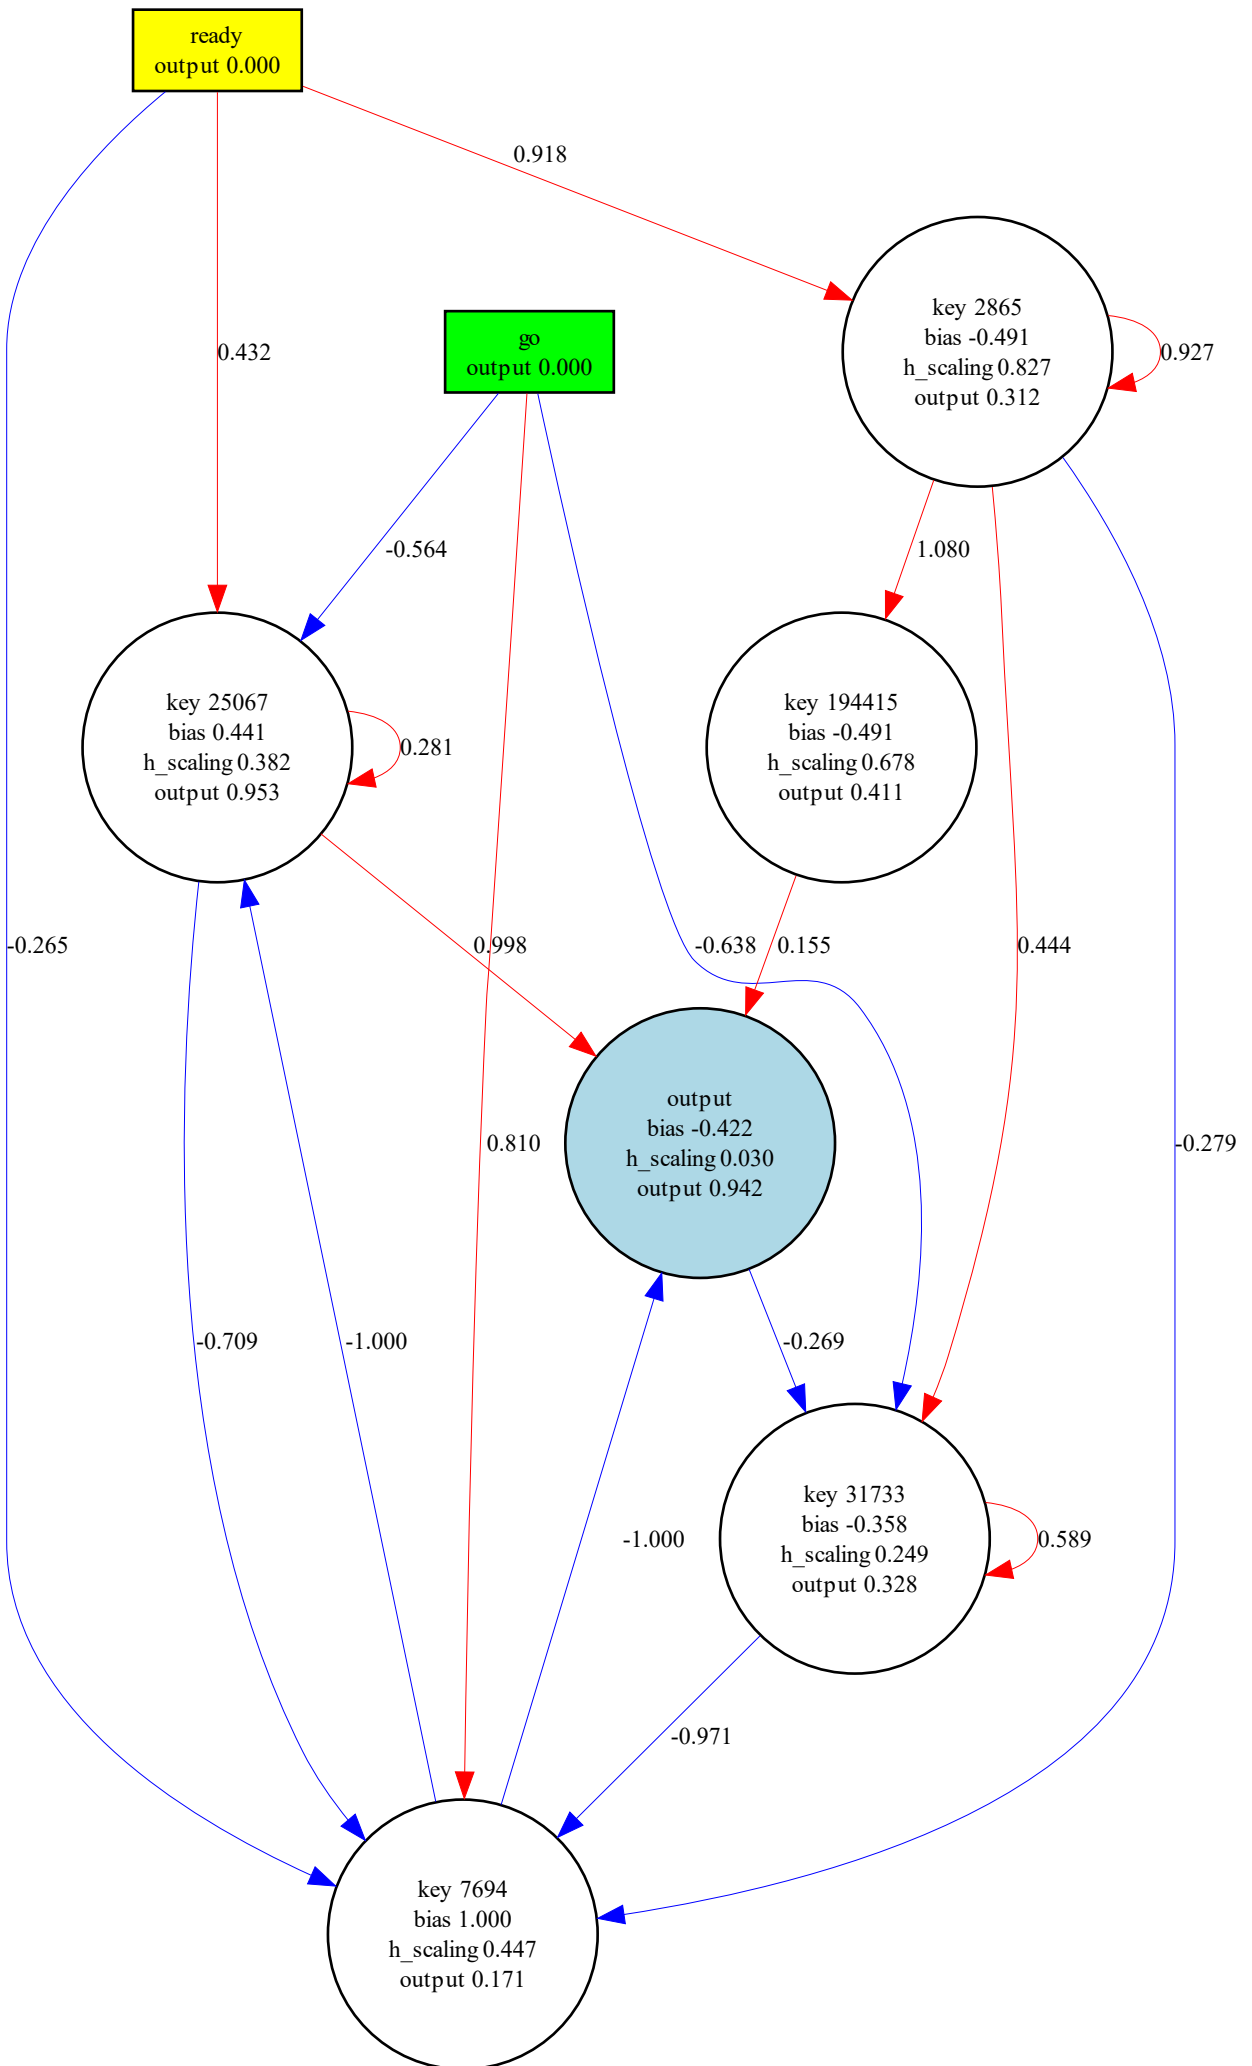 ready
output 0.000
0.918
key 2865
bias -0.491
h_scaling 0.827
output 0.312
0.927
go
output 0.000
0.432
-0.564
1.080
key 25067
bias 0.441
h_scaling 0.382
output 0.953
0.281
key 194415
bias -0.491
h_scaling 0.678
output 0.411
-0.265
0.998
-0.638
0.155
0.444
output
bias -0.422
h_scaling 0.030
output 0.942
0.810
-0.279
-0.709
-1.000
-0.269
key 31733
bias -0.358
h_scaling 0.249
output 0.328
-1.000
0.589
-0.971
key 7694
bias 1.000
h_scaling 0.447
output 0.171